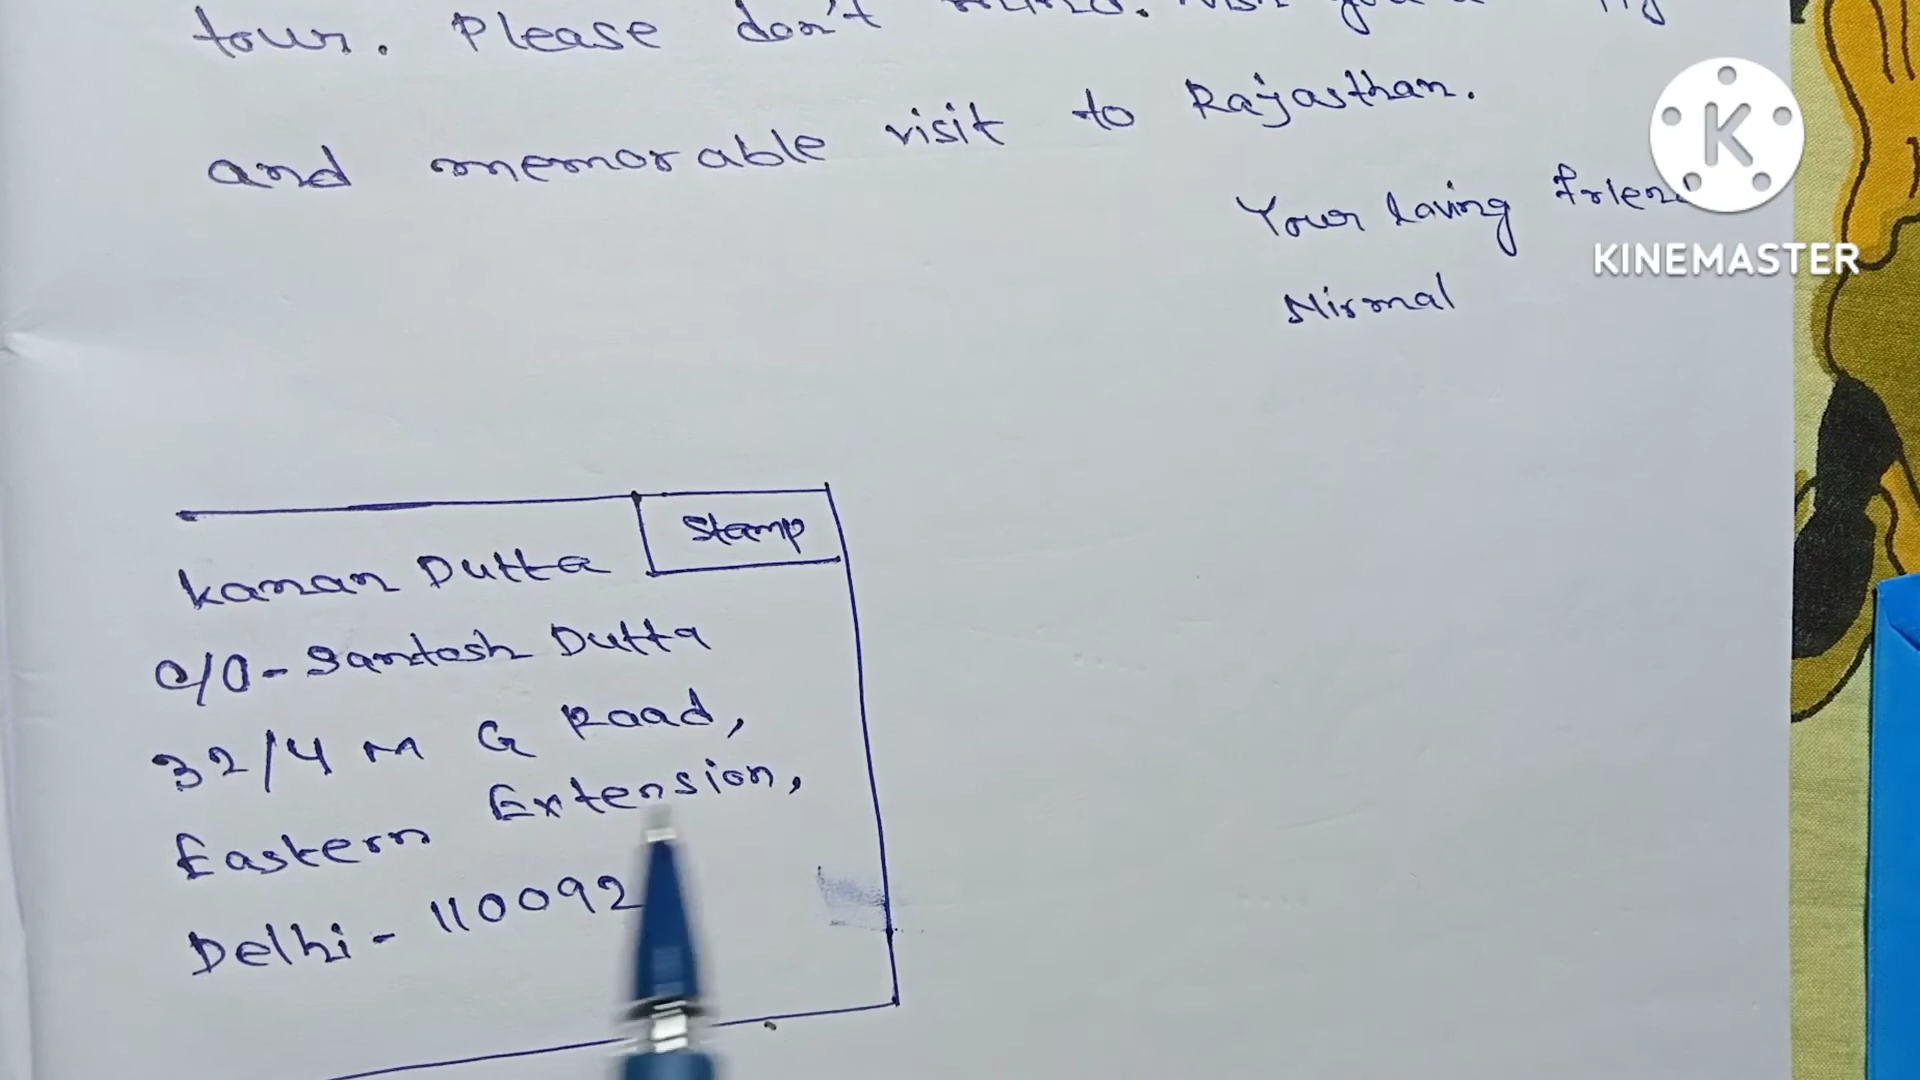 tour. Please don't
and memorable visit to Rajasthan.
Your loving friend
Nirmal
K
KINEMASTER
Stamp
Kanan Dutta
C/O-Santosh Dutta
32/4 M G Road,
Eastern Extension,
Delhi-110092